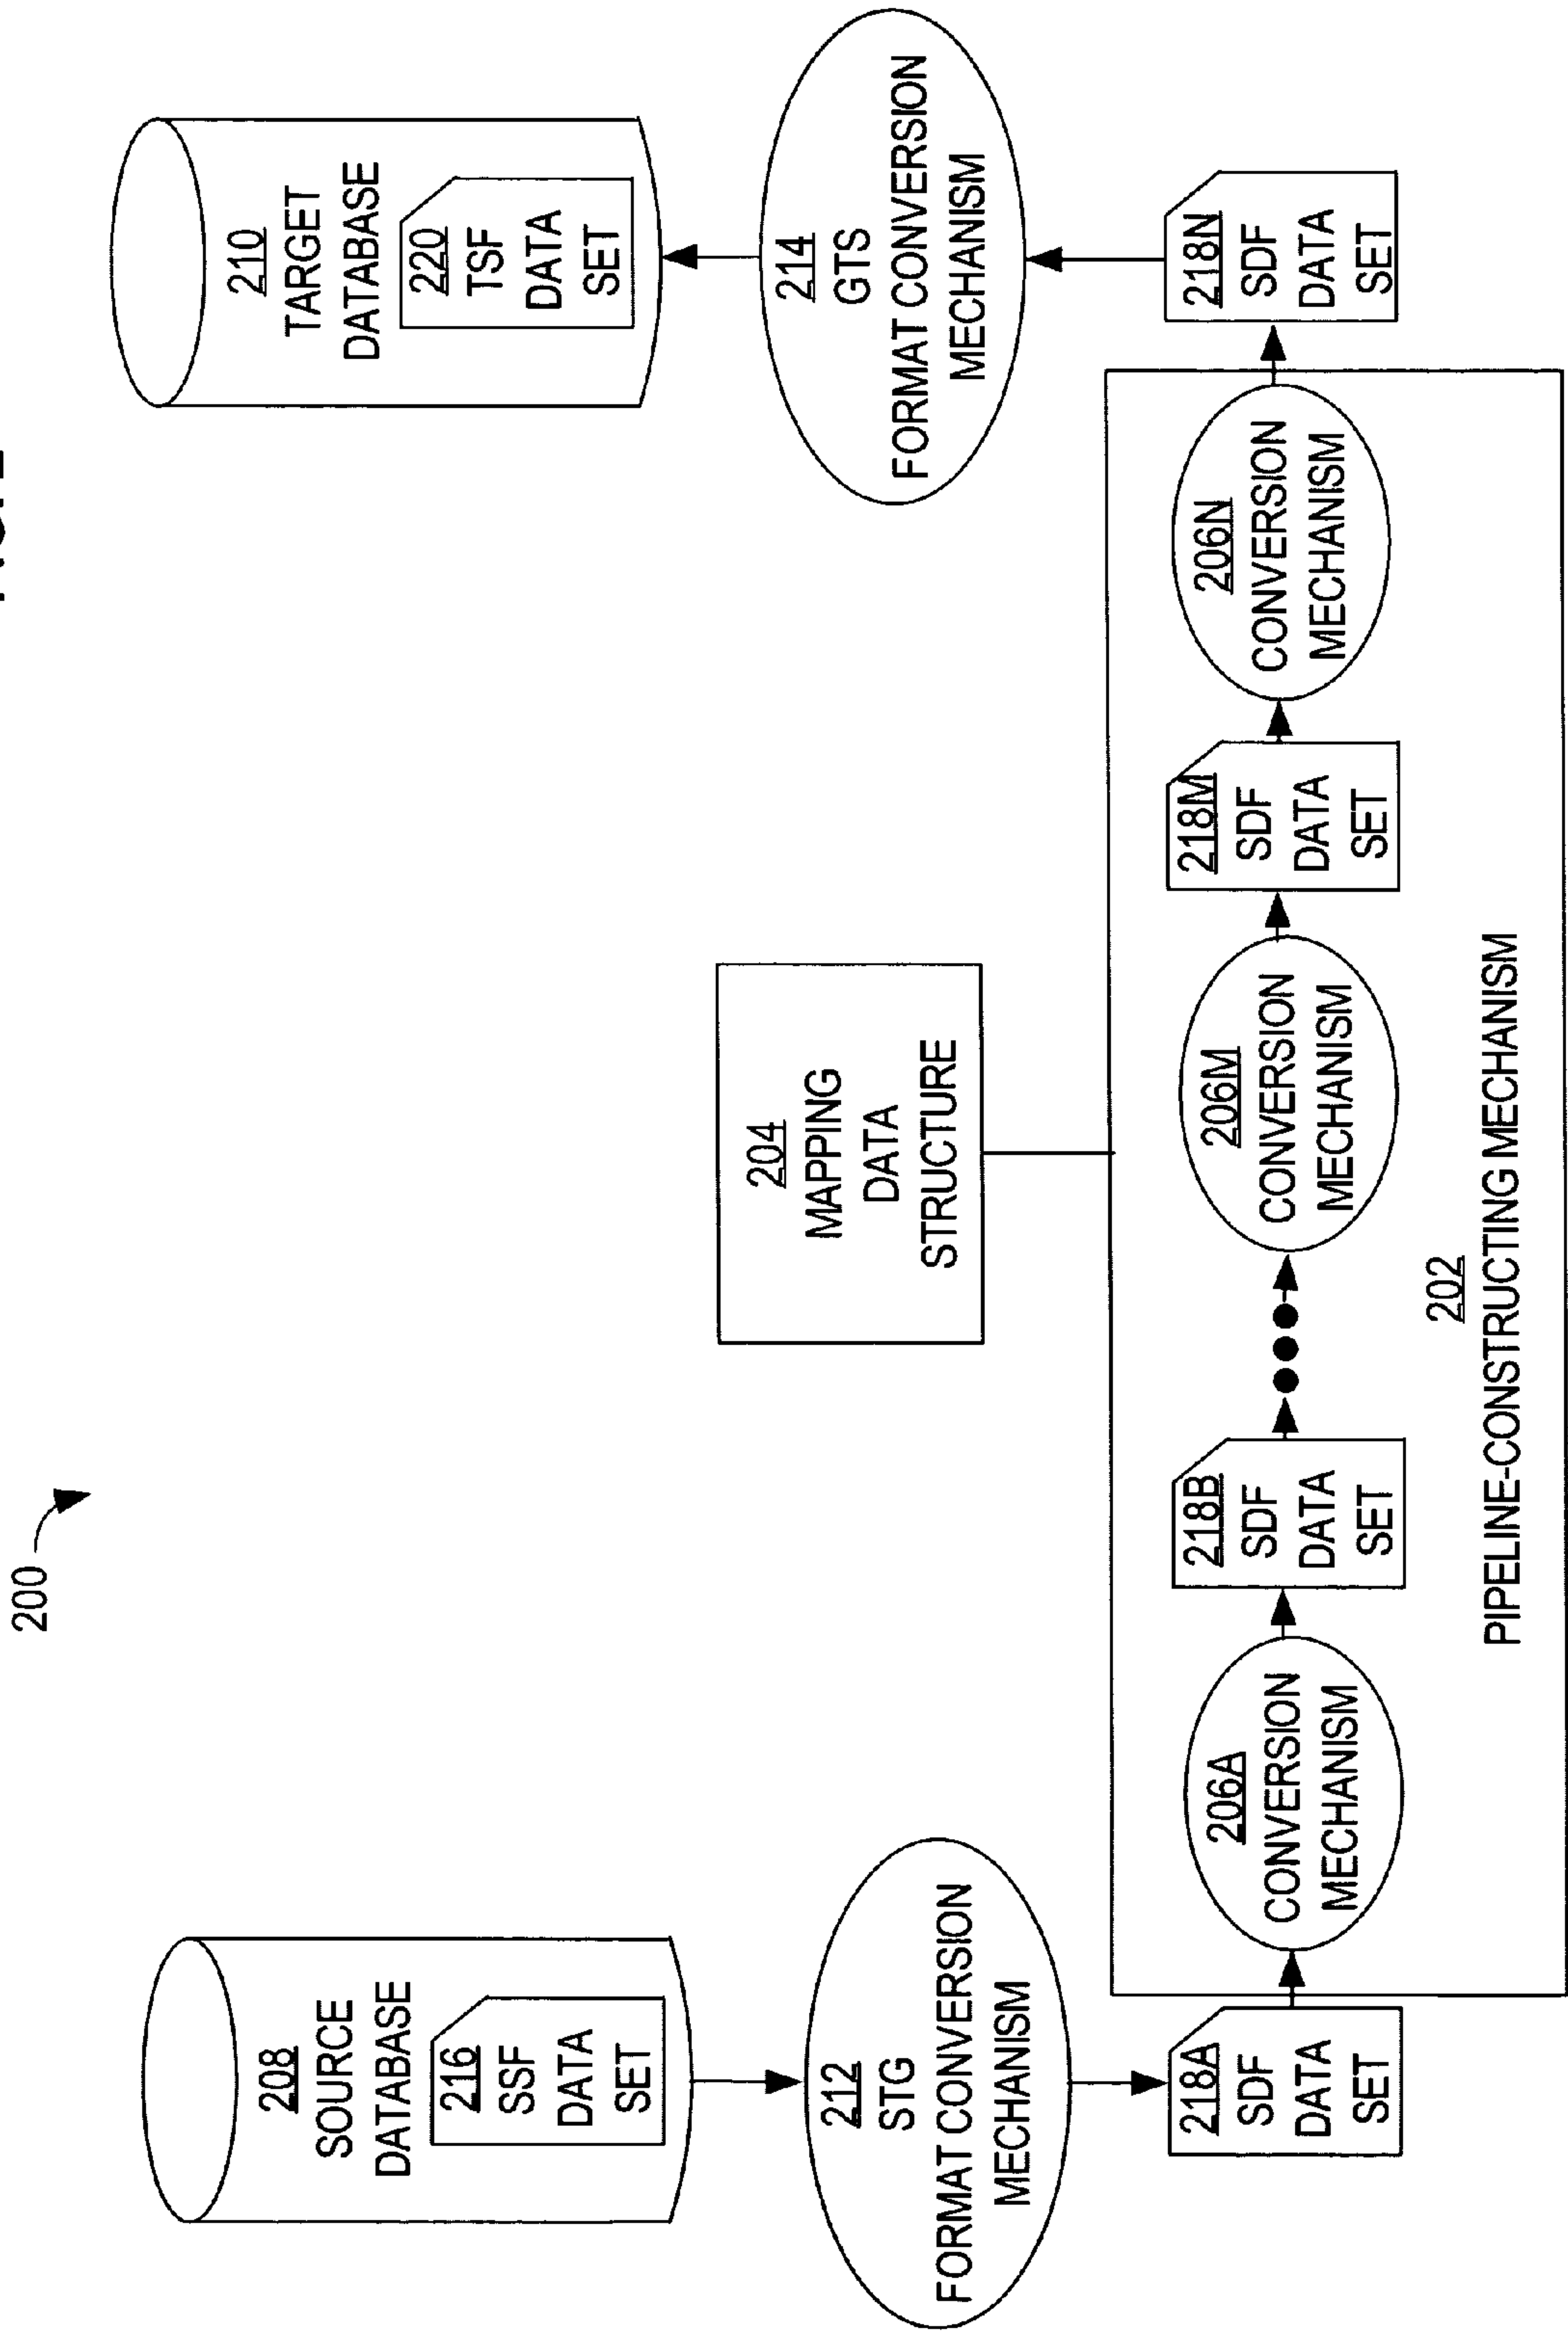 200
208
SOURCE
DATABASE
216
SSF
DATA
SET
212
STG
FORMAT CONVERSION
MECHANISM
218A
SDF
DATA
SET
206A
CONVERSION
MECHANISM
218B
SDF
DATA
SET
206M
CONVERSION
MECHANISM
218M
SDF
DATA
SET
206N
CONVERSION
MECHANISM
202
PIPELINE-CONSTRUCTING MECHANISM
204
MAPPING
DATA
STRUCTURE
218N
SDF
DATA
SET
214
GTS
FORMAT CONVERSION
MECHANISM
210
TARGET
DATABASE
220
TSF
DATA
SET